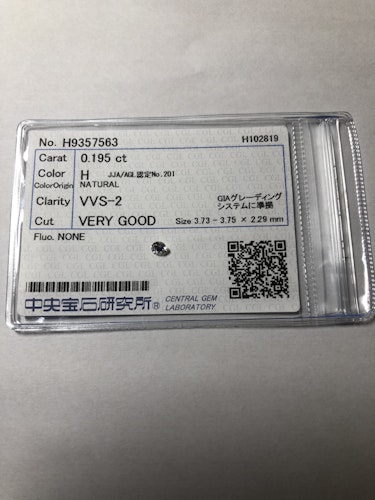 No. H9357563 H102819
Carat 0.195 ct
Color H JJA/AGL認定No.201
ColorOrigin NATURAL
Clarity VVS-2 GIAグレーディング
システムに準拠
Cut VERY GOOD Size 3.73 - 3.75 × 2.29 mm
Fluo. NONE
中央宝石研究所® CENTRAL GEM
LABORATORY